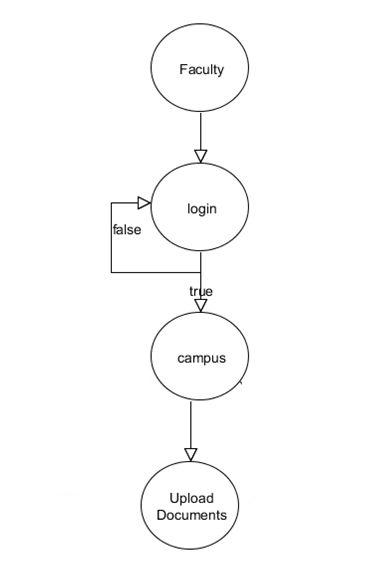 Faculty
login
false
true
campus
Upload
Documents